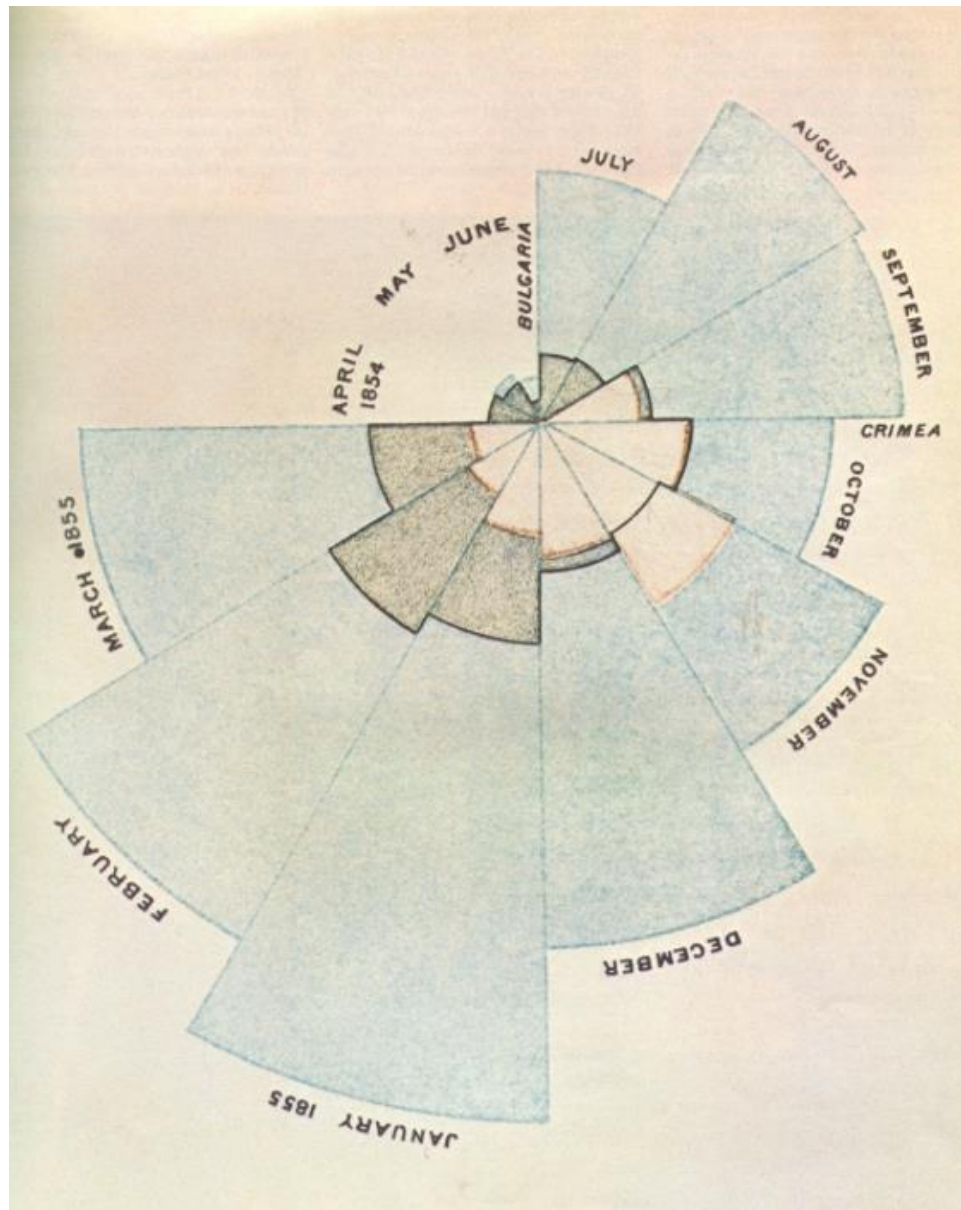 APRIL
1854
MAY
JUNE
BULGARIA
JULY
AUGUST
SEPTEMBER
CRIMEA
OCTOBER
NOVEMBER
DECEMBER
JANUARY 1855
FEBRUARY
MARCH 1855